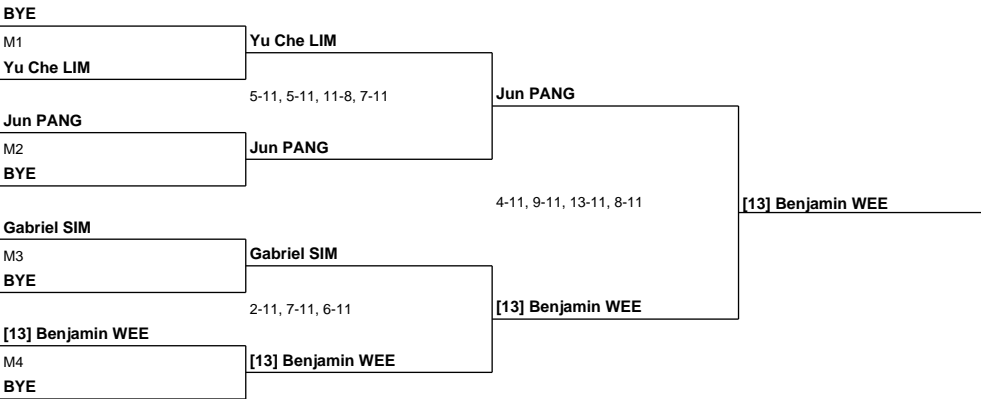 BYE
M1
Yu Che LIM
Yu Che LIM
5-11, 5-11, 11-8, 7-11
Jun PANG
Jun PANG
M2
Jun PANG
BYE
4-11, 9-11, 13-11, 8-11
[13] Benjamin WEE
Gabriel SIM
M3
Gabriel SIM
BYE
2-11, 7-11, 6-11
[13] Benjamin WEE
[13] Benjamin WEE
M4
[13] Benjamin WEE
BYE